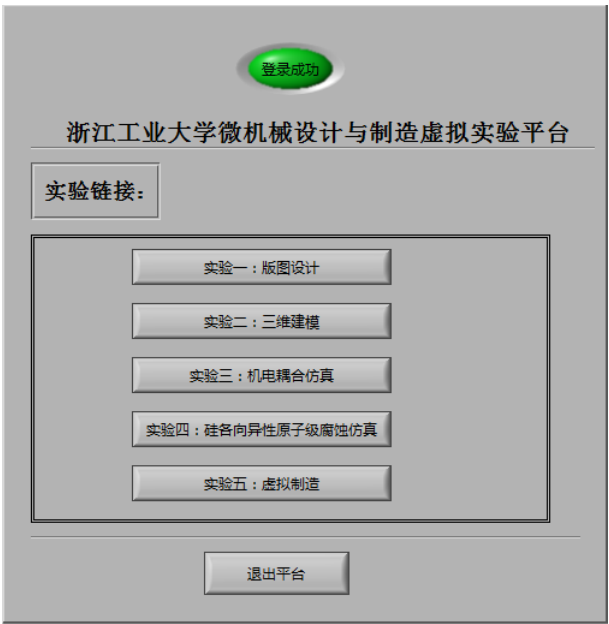 登录成功
浙江工业大学微机械设计与制造虚拟实验平台
实验链接：
实验一：版图设计
实验二：三维建模
实验三：机电耦合仿真
实验四：硅各向异性原子级腐蚀仿真
实验五：虚拟制造
退出平台